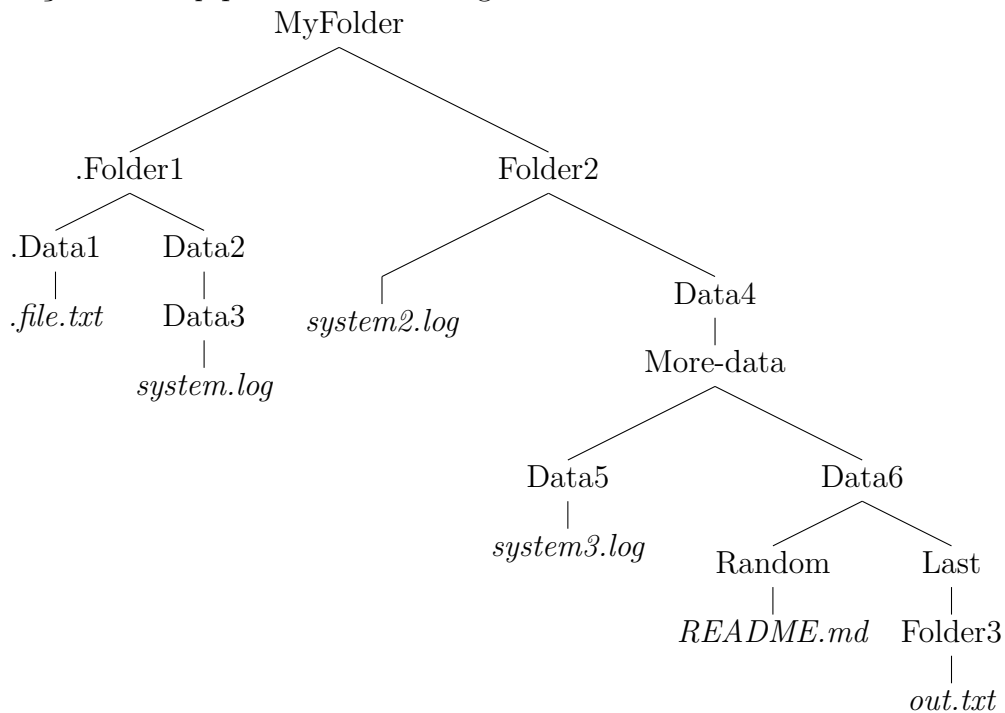 MyFolder
.Folder1 Folder2
.Data1 Data2
Data4
.file.txt Data3 system2.log
More-data
system.log
Data5 Data6
system3.log
Random Last
README.md Folder3
out.txt